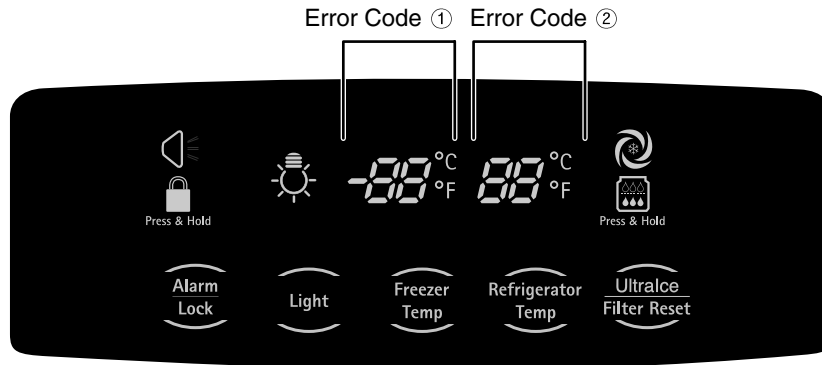 Error Code ① Error Code ②
-88 °C °F 88 °C °F
Press & Hold
Press & Hold
Alarm
Lock
Light
Freezer
Temp
Refrigerator
Temp
UltraIce
Filter Reset